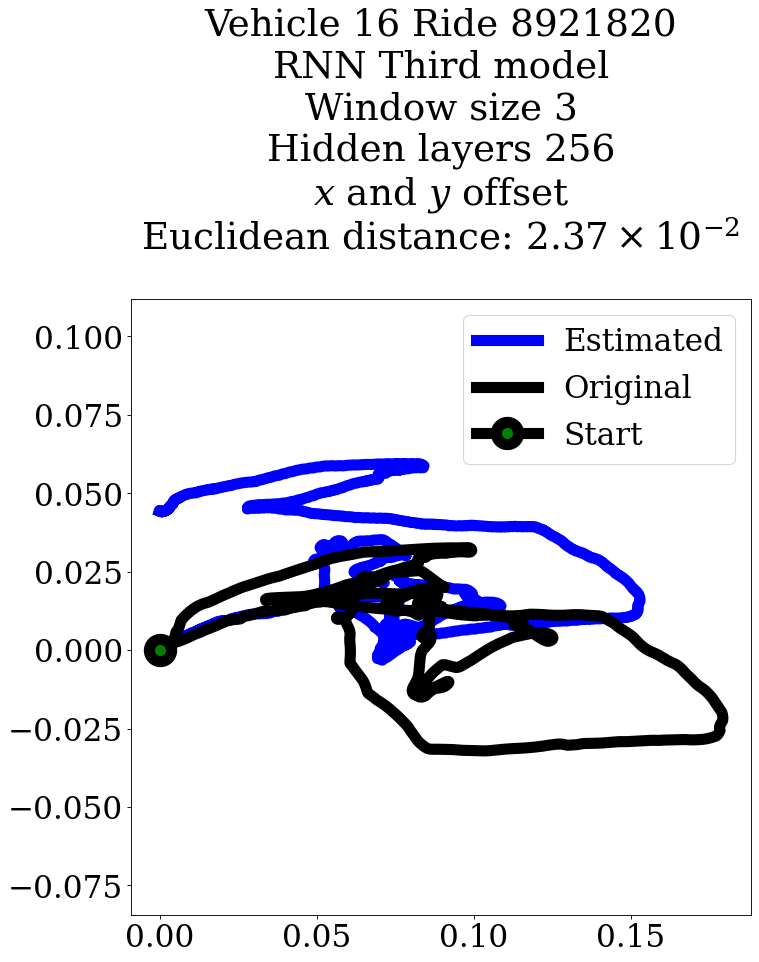 Vehicle 16 Ride 8921820
RNN Third model
Window size 3
Hidden layers 256
x and y offset
Euclidean distance: 2.37 × 10⁻²
Estimated
Original
Start
0.100
0.075
0.050
0.025
0.000
−0.025
−0.050
−0.075
0.00 0.05 0.10 0.15